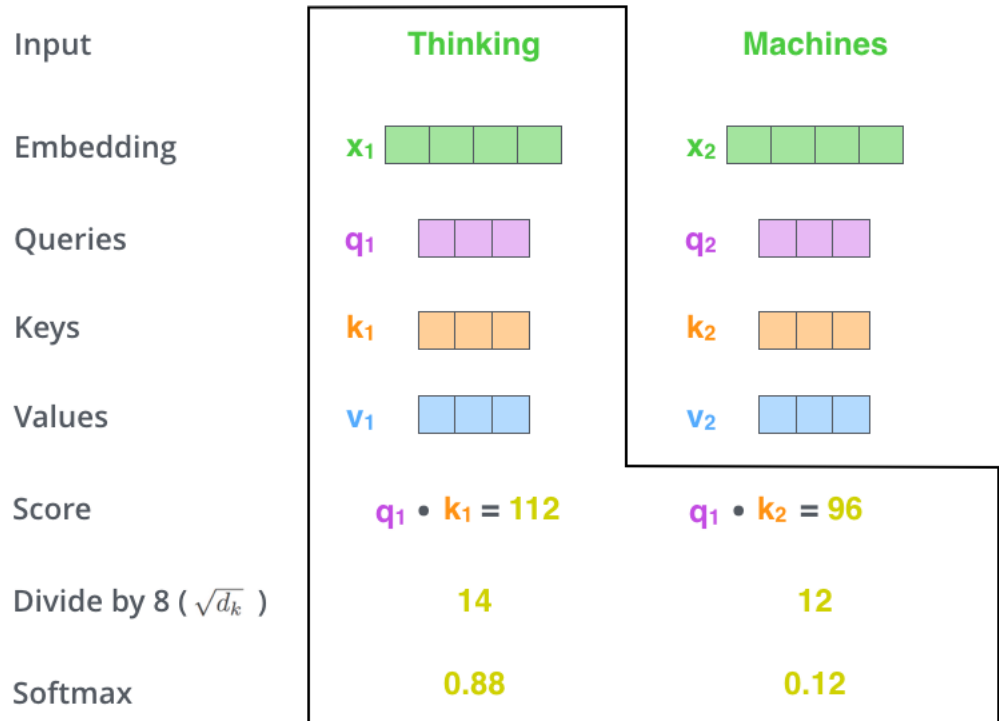 Input Thinking Machines
Embedding x₁ x₂
Queries q₁ q₂
Keys k₁ k₂
Values v₁ v₂
Score q₁ • k₁ = 112 q₁ • k₂ = 96
Divide by 8 ( √dₖ ) 14 12
Softmax 0.88 0.12